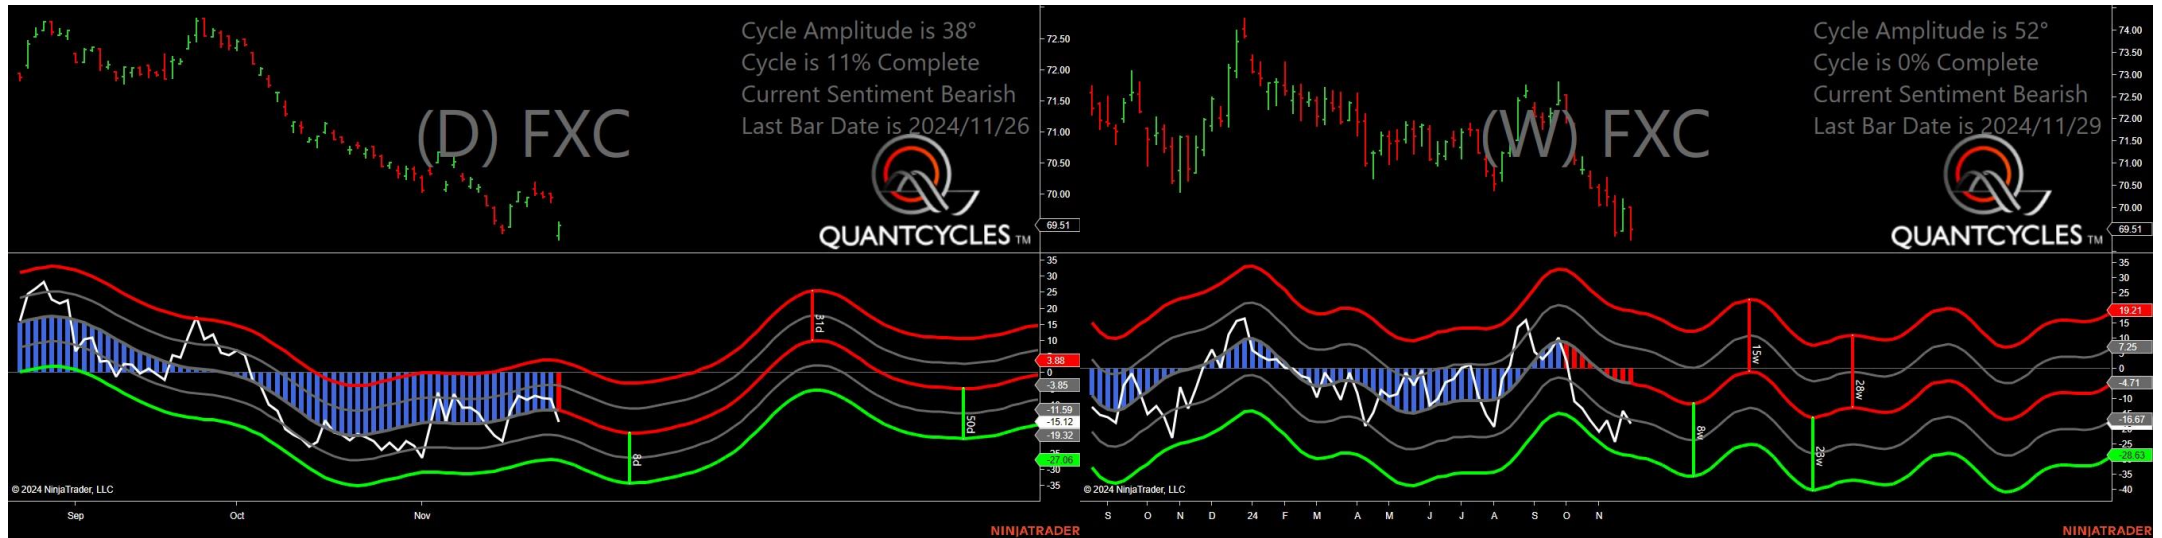 Cycle Amplitude is 38°
Cycle is 11% Complete
Current Sentiment Bearish
Last Bar Date is 2024/11/26
(D) FXC
QUANTCYCLES TM
72.50
72.00
71.50
71.00
70.50
70.00
69.51
35
30
25
20
15
10
3.88
0
-3.85
-11.59
-15.12
-19.32
-27.06
-30
-35
31d
50d
8d
© 2024 NinjaTrader, LLC
Sep Oct Nov
NINJATRADER
Cycle Amplitude is 52°
Cycle is 0% Complete
Current Sentiment Bearish
Last Bar Date is 2024/11/29
(W) FXC
QUANTCYCLES TM
74.00
73.50
73.00
72.50
72.00
71.50
71.00
70.50
70.00
69.51
35
30
25
19.21
15
10
7.25
0
-4.71
-10
-16.67
-25
-28.63
-35
-40
15w
28w
8w
28w
© 2024 NinjaTrader, LLC
S O N D 24 F M A M J J A S O N
NINJATRADER